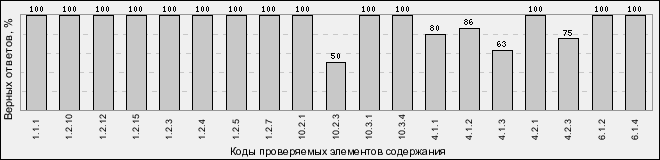 100 100 100 100 100 100 100 100 100 50 100 100 80 86 63 100 75 100 100
Верных ответов, %
1.1.1 1.2.10 1.2.12 1.2.15 1.2.3 1.2.4 1.2.5 1.2.7 10.2.1 10.2.3 10.3.1 10.3.4 4.1.1 4.1.2 4.1.3 4.2.1 4.2.3 6.1.2 6.1.4
Коды проверяемых элементов содержания